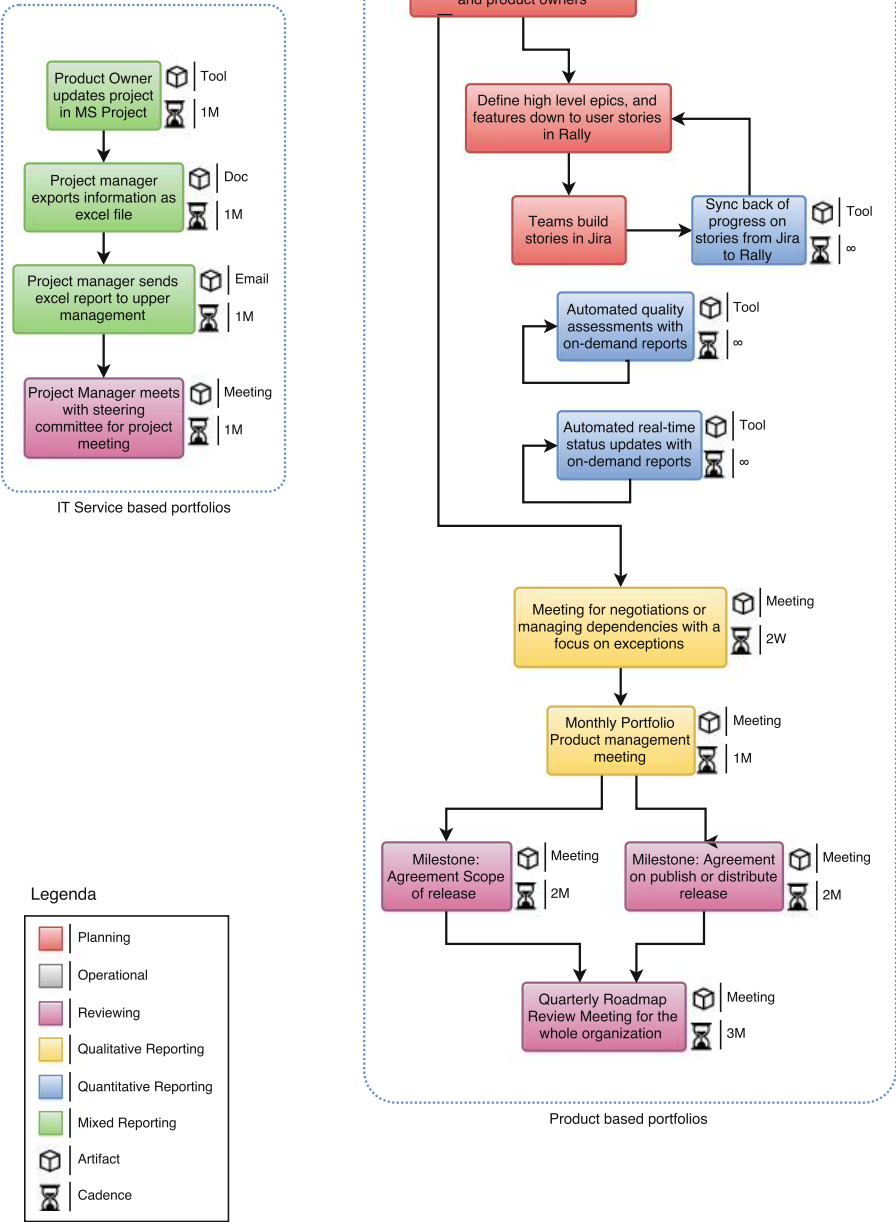 Product Owner
updates project
in MS Project
Tool
1M
Project manager
exports information as
excel file
Doc
1M
Project manager sends
excel report to upper
management
Email
1M
Project Manager meets
with steering
committee for project
meeting
Meeting
1M
IT Service based portfolios
and product owners
Define high level epics, and
features down to user stories
in Rally
Teams build
stories in Jira
Sync back of
progress on
stories from Jira
to Rally
Tool
∞
Automated quality
assessments with
on-demand reports
Tool
∞
Automated real-time
status updates with
on-demand reports
Tool
∞
Meeting for negotiations or
managing dependencies with a
focus on exceptions
Meeting
2W
Monthly Portfolio
Product management
meeting
Meeting
1M
Milestone:
Agreement Scope
of release
Meeting
2M
Milestone: Agreement
on publish or distribute
release
Meeting
2M
Quarterly Roadmap
Review Meeting for the
whole organization
Meeting
3M
Product based portfolios
Legenda
Planning
Operational
Reviewing
Qualitative Reporting
Quantitative Reporting
Mixed Reporting
Artifact
Cadence